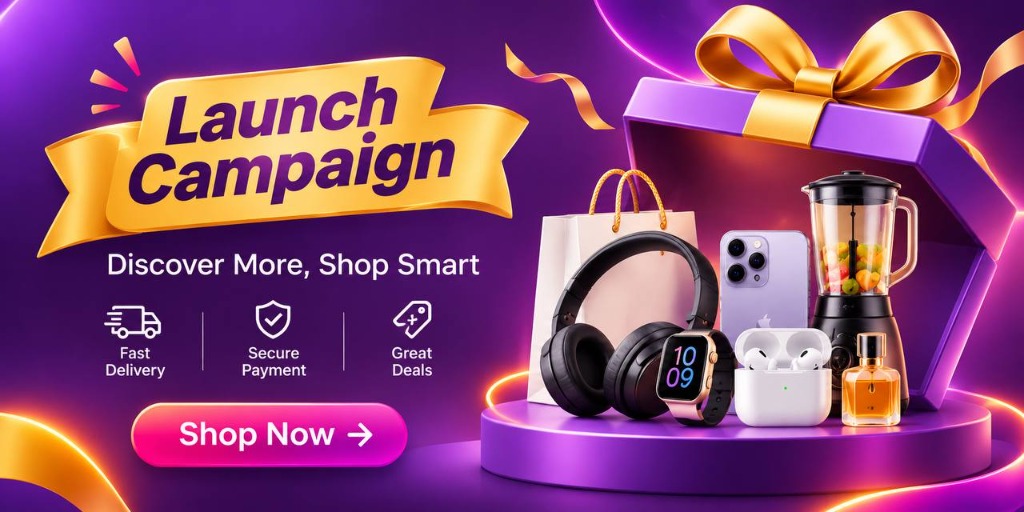 Launch
Campaign
Discover More, Shop Smart
Fast
Delivery
Secure
Payment
Great
Deals
Shop Now →
10
09